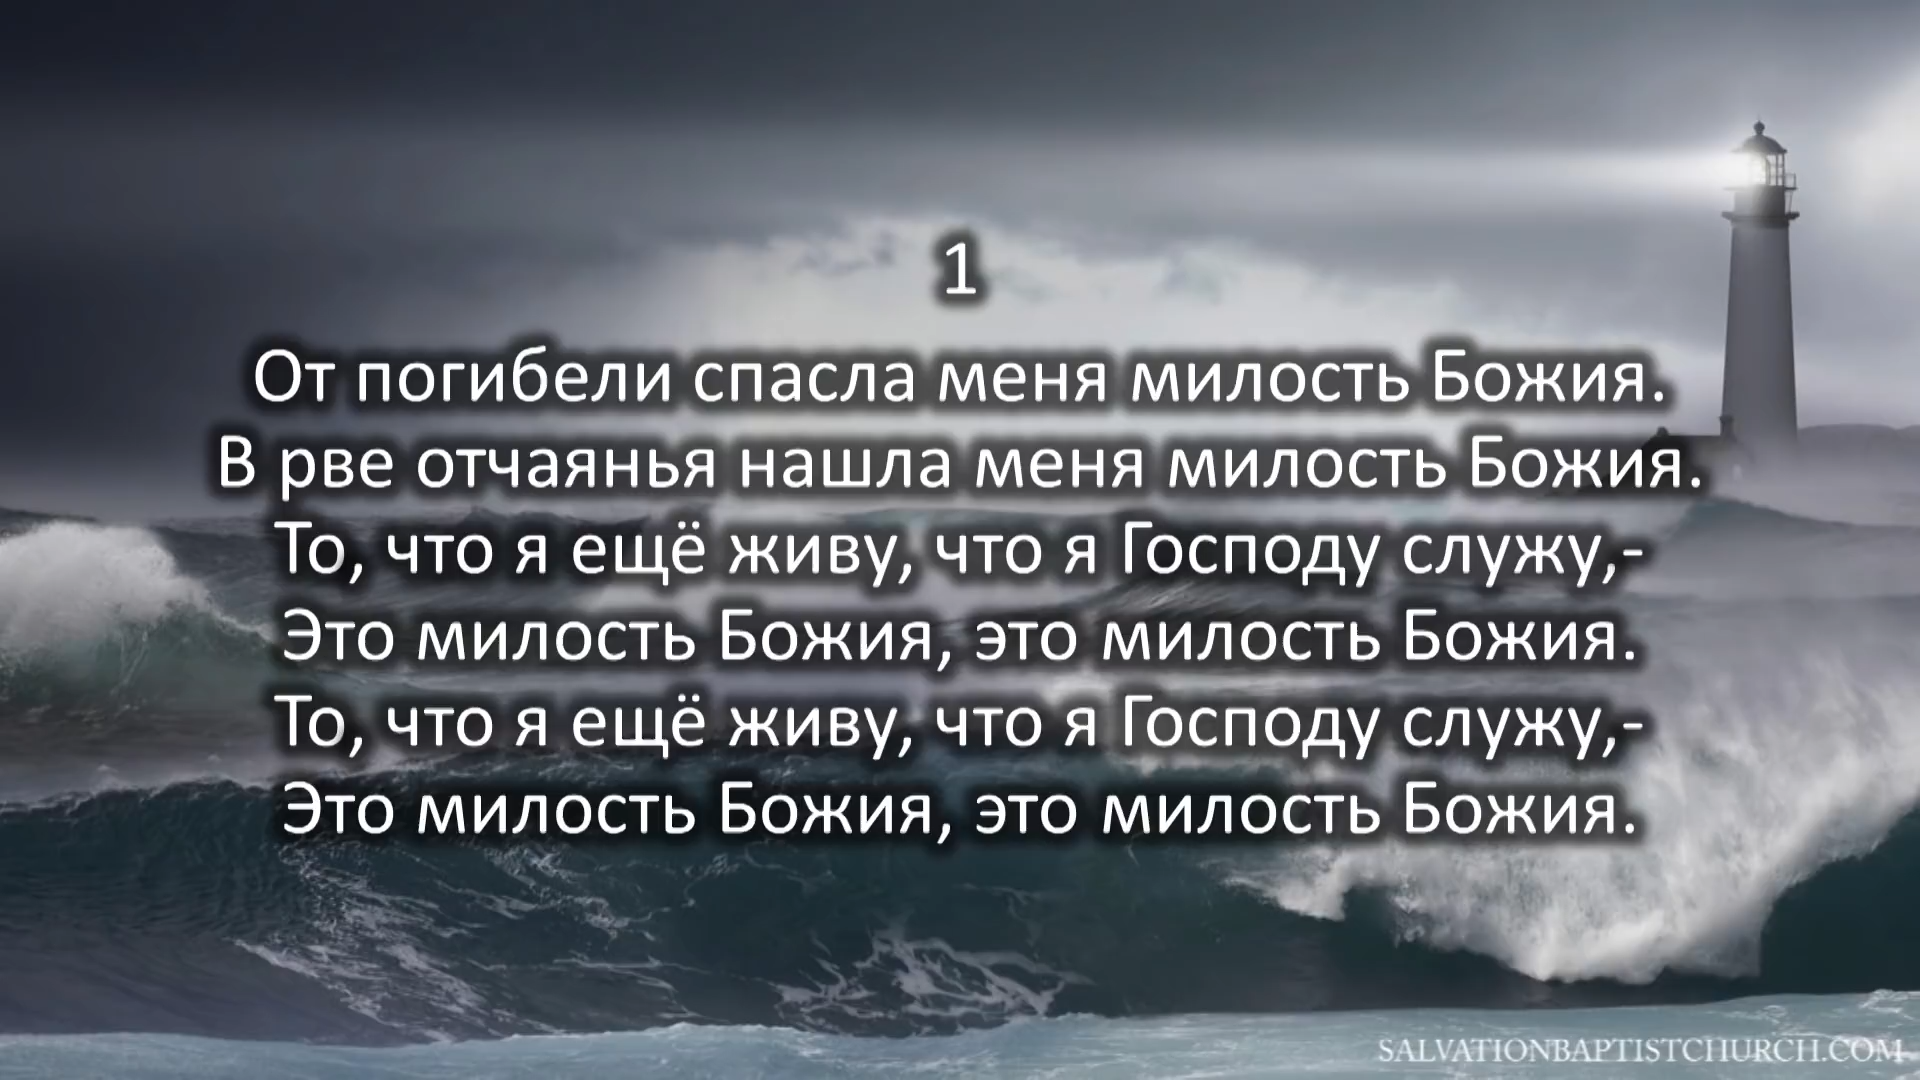 1
От погибели спасла меня милость Божия.
В рве отчаянья нашла меня милость Божия.
То, что я ещё живу, что я Господу служу,-
Это милость Божия, это милость Божия.
То, что я ещё живу, что я Господу служу,-
Это милость Божия, это милость Божия.
SALVATIONBAPTISTCHURCH.COM